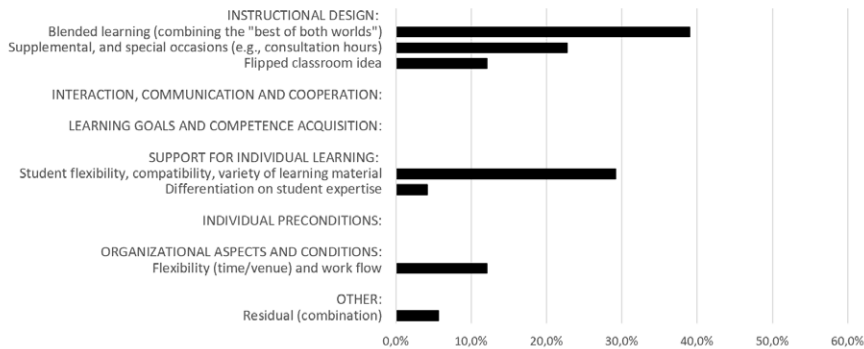 INSTRUCTIONAL DESIGN:
Blended learning (combining the "best of both worlds")
Supplemental, and special occasions (e.g., consultation hours)
Flipped classroom idea
INTERACTION, COMMUNICATION AND COOPERATION:
LEARNING GOALS AND COMPETENCE ACQUISITION:
SUPPORT FOR INDIVIDUAL LEARNING:
Student flexibility, compatibility, variety of learning material
Differentiation on student expertise
INDIVIDUAL PRECONDITIONS:
ORGANIZATIONAL ASPECTS AND CONDITIONS:
Flexibility (time/venue) and work flow
OTHER:
Residual (combination)
0,0% 10,0% 20,0% 30,0% 40,0% 50,0% 60,0%